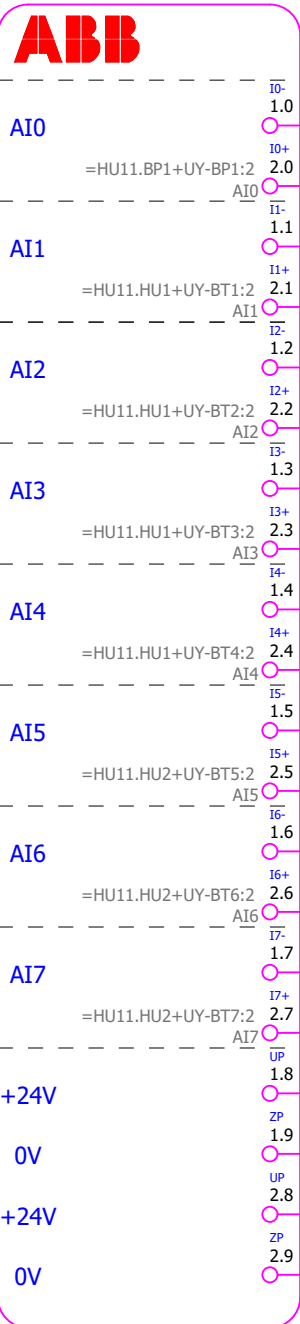 ABB
I0-
1.0
AI0
I0+
=HU11.BP1+UY-BP1:2 2.0
AI0
I1-
1.1
AI1
I1+
=HU11.HU1+UY-BT1:2 2.1
AI1
I2-
1.2
AI2
I2+
=HU11.HU1+UY-BT2:2 2.2
AI2
I3-
1.3
AI3
I3+
=HU11.HU1+UY-BT3:2 2.3
AI3
I4-
1.4
AI4
I4+
=HU11.HU1+UY-BT4:2 2.4
AI4
I5-
1.5
AI5
I5+
=HU11.HU2+UY-BT5:2 2.5
AI5
I6-
1.6
AI6
I6+
=HU11.HU2+UY-BT6:2 2.6
AI6
I7-
1.7
AI7
I7+
=HU11.HU2+UY-BT7:2 2.7
AI7
UP
1.8
+24V
ZP
1.9
0V
UP
2.8
+24V
ZP
2.9
0V